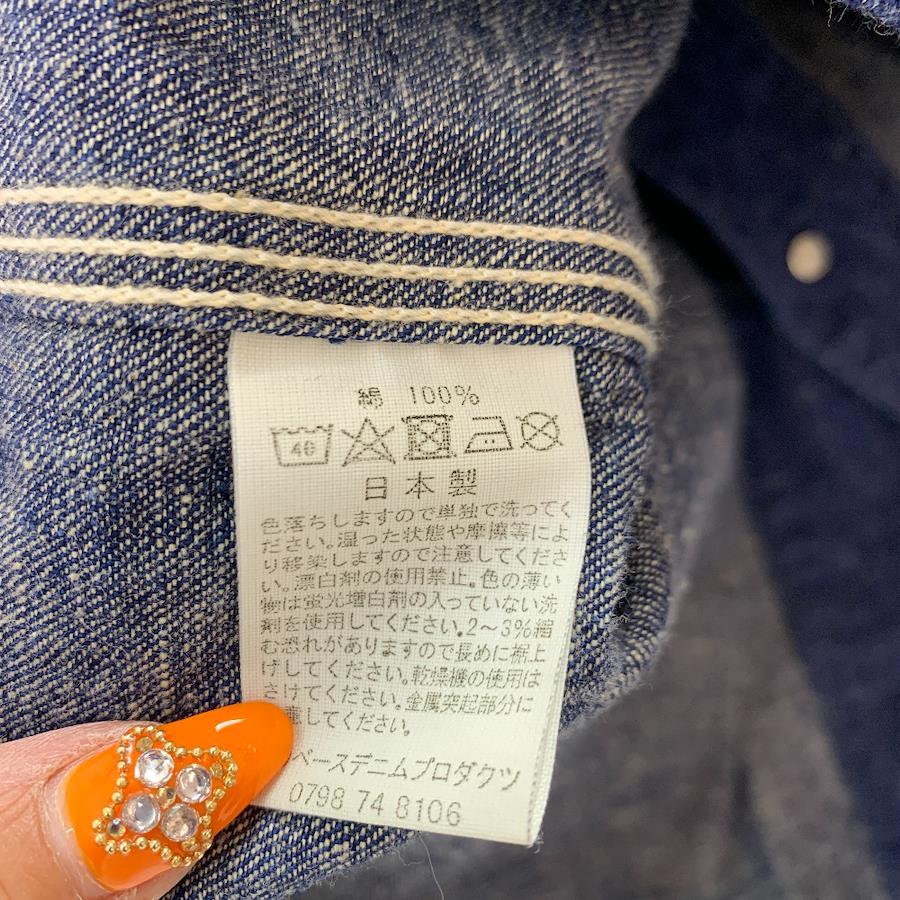 綿 100%
40
日本製
色落ちしますので単独で洗ってく
ださい。湿った状態や摩擦等によ
り移染しますので注意してくださ
い。漂白剤の使用禁止。色の薄い
物は蛍光増白剤の入っていない洗
剤を使用してください。2〜3%縮
む恐れがありますので長めに裾上
げしてください。乾燥機の使用は
さけてください。金属突起部分に
意してください。
ベースデニムプロダクツ
0798 74 8106